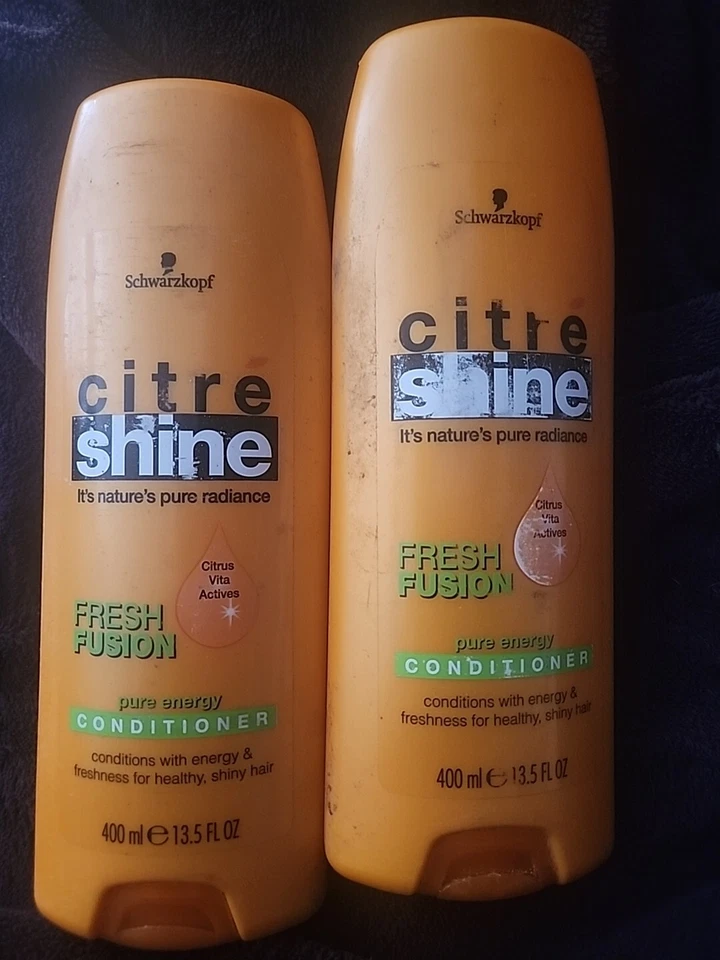 Schwarzkopf
citré
shine
It's nature's pure radiance
Citrus
Vita
Actives
FRESH
FUSION
pure energy
CONDITIONER
conditions with energy &
freshness for healthy, shiny hair
400 ml e 13.5 FL OZ
Schwarzkopf
citré
shine
It's nature's pure radiance
Citrus
Vita
Actives
FRESH
FUSION
pure energy
CONDITIONER
conditions with energy &
freshness for healthy, shiny hair
400 ml e 13.5 FL OZ